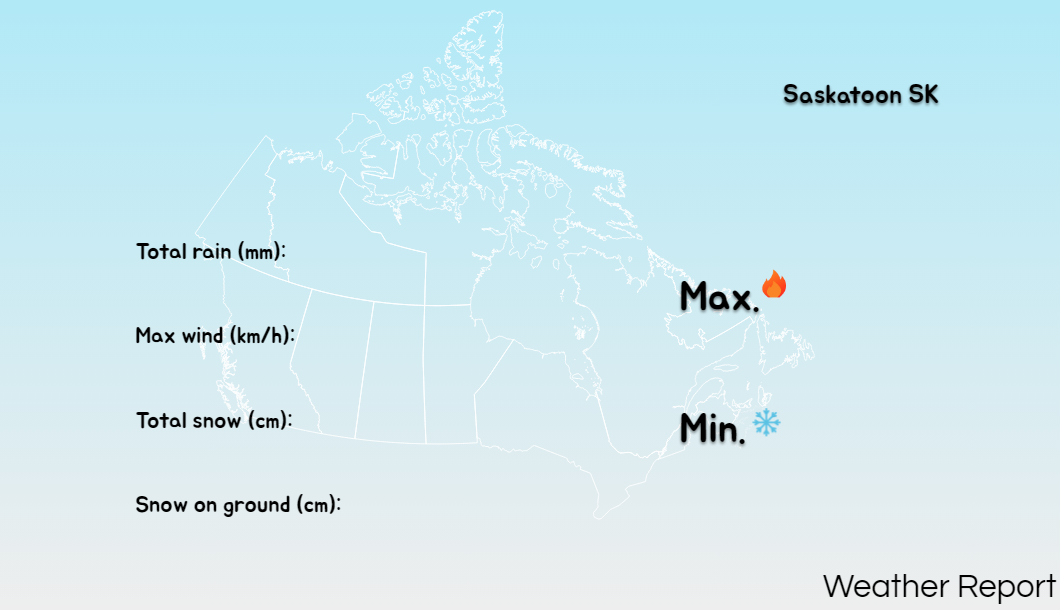 Saskatoon SK
Total rain (mm):
Max.
Max wind (km/h):
Total snow (cm):
Min.
Snow on ground (cm):
Weather Report